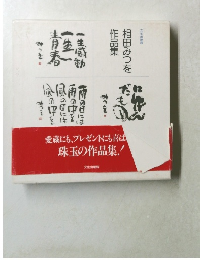 相田みつを
作品集
にんげん
だもの
一生感動
一生
青春
雨の日には
雨の中を
風の日には
風の中を
愛蔵にも、プレゼントにも喜ば
珠玉の作品集!